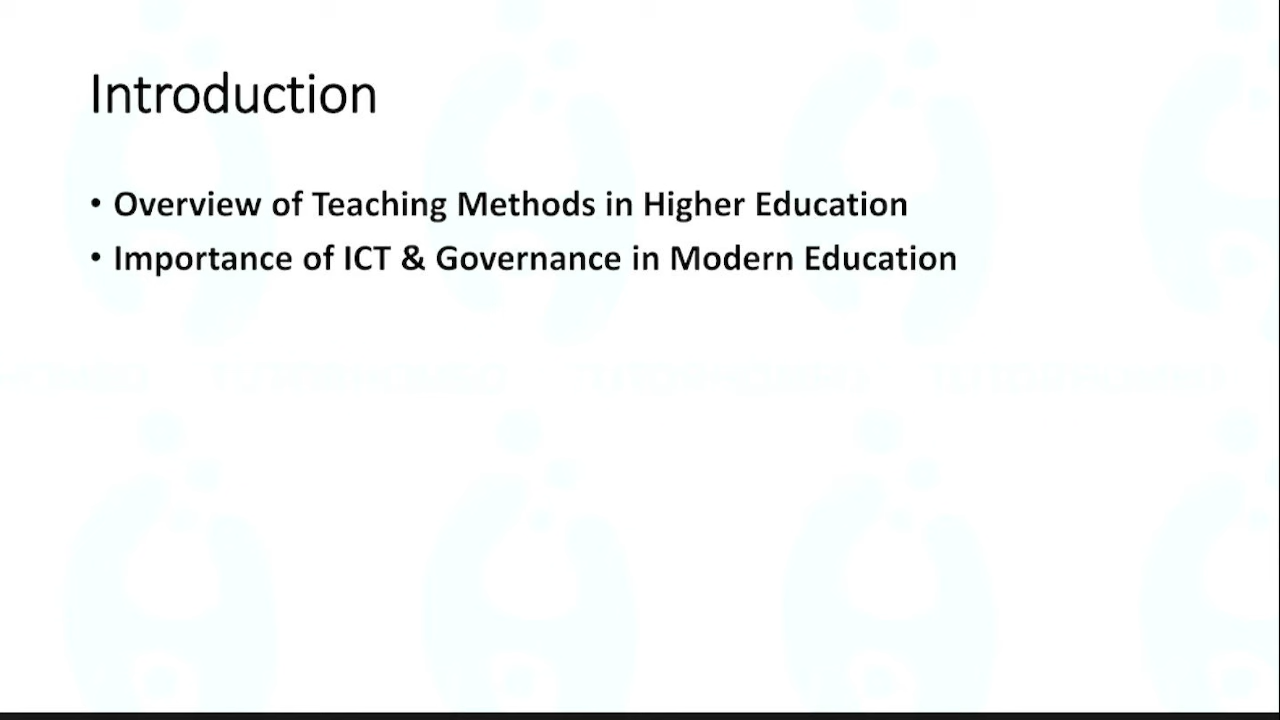 Introduction
• Overview of Teaching Methods in Higher Education
• Importance of ICT & Governance in Modern Education